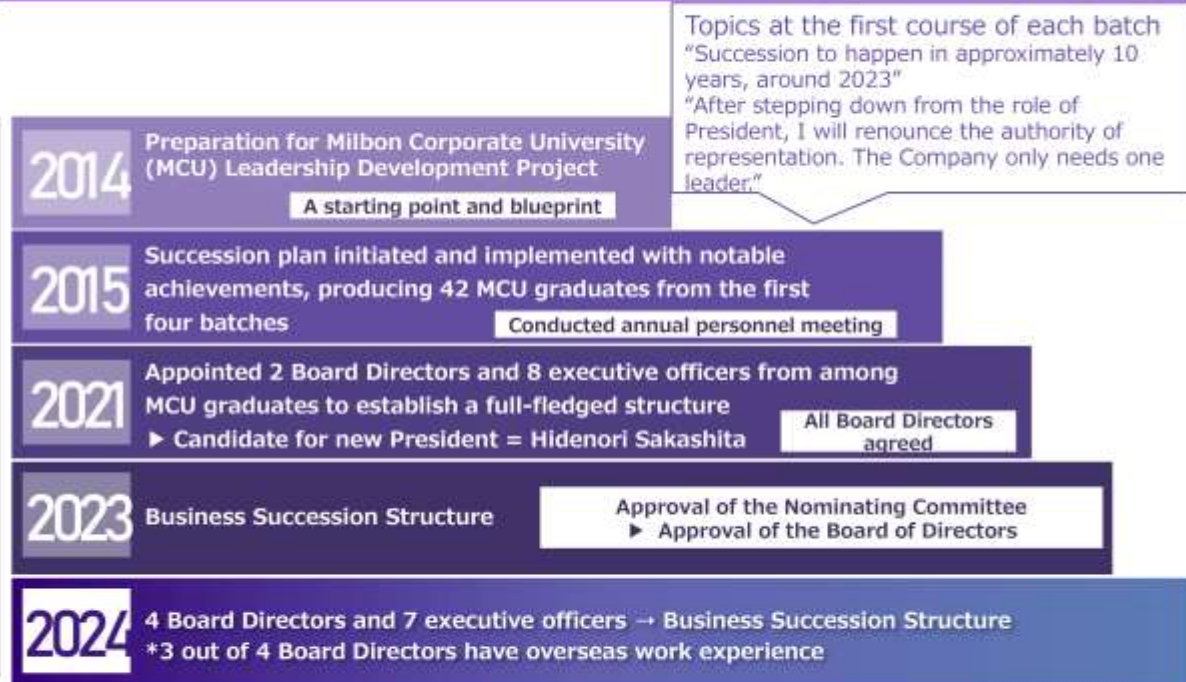 Topics at the first course of each batch
"Succession to happen in approximately 10
years, around 2023"
"After stepping down from the role of
President, I will renounce the authority of
representation. The Company only needs one
leader."
2014
Preparation for Milbon Corporate University
(MCU) Leadership Development Project
A starting point and blueprint
2015
Succession plan initiated and implemented with notable
achievements, producing 42 MCU graduates from the first
four batches
Conducted annual personnel meeting
2021
Appointed 2 Board Directors and 8 executive officers from among
MCU graduates to establish a full-fledged structure
▶ Candidate for new President = Hidenori Sakashita
All Board Directors
agreed
2023
Business Succession Structure
Approval of the Nominating Committee
▶ Approval of the Board of Directors
2024
4 Board Directors and 7 executive officers → Business Succession Structure
*3 out of 4 Board Directors have overseas work experience